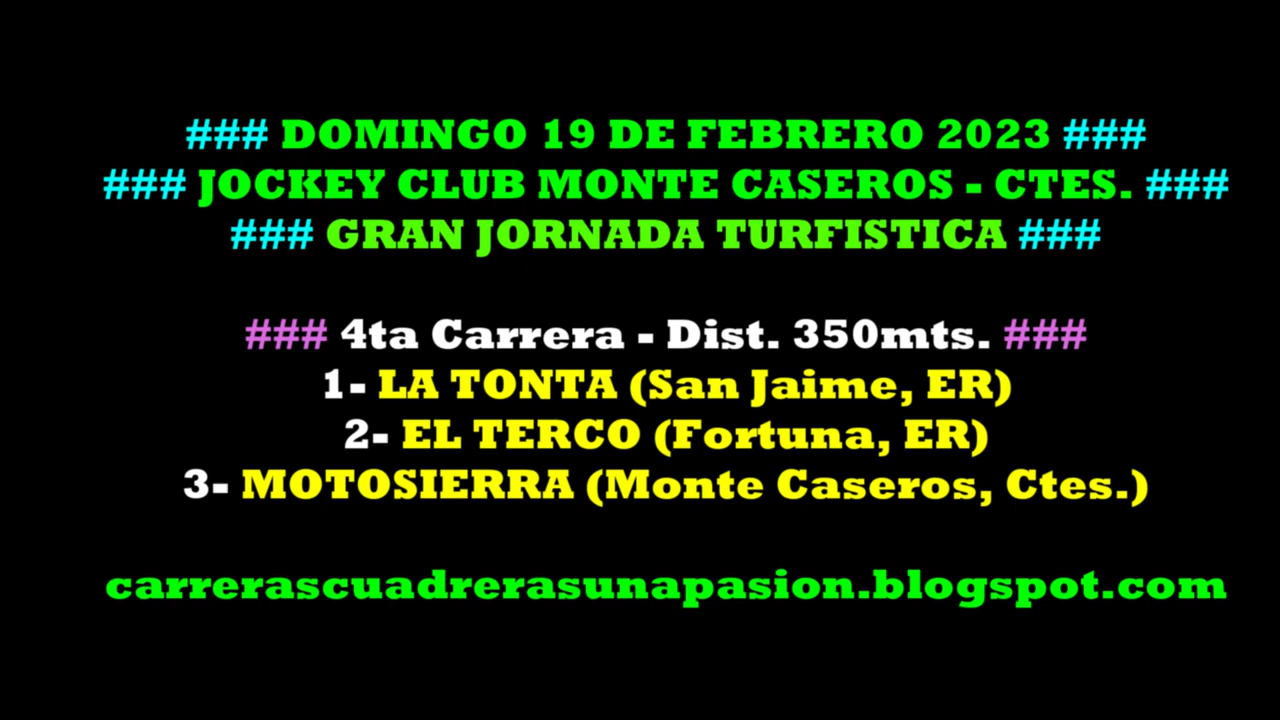 ### DOMINGO 19 DE FEBRERO 2023 ###
### JOCKEY CLUB MONTE CASEROS - CTES. ###
### GRAN JORNADA TURFISTICA ###
### 4ta Carrera - Dist. 350mts. ###
1- LA TONTA (San Jaime, ER)
2- EL TERCO (Fortuna, ER)
3- MOTOSIERRA (Monte Caseros, Ctes.)
carrerascuadrerasunapasion.blogspot.com